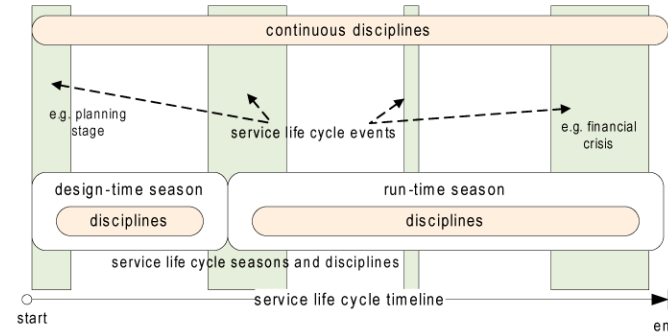 continuous disciplines
e.g. planning
stage
service life cycle events
e.g. financial
crisis
design-time season
run-time season
disciplines
disciplines
service life cycle seasons and disciplines
service life cycle timeline
start
en